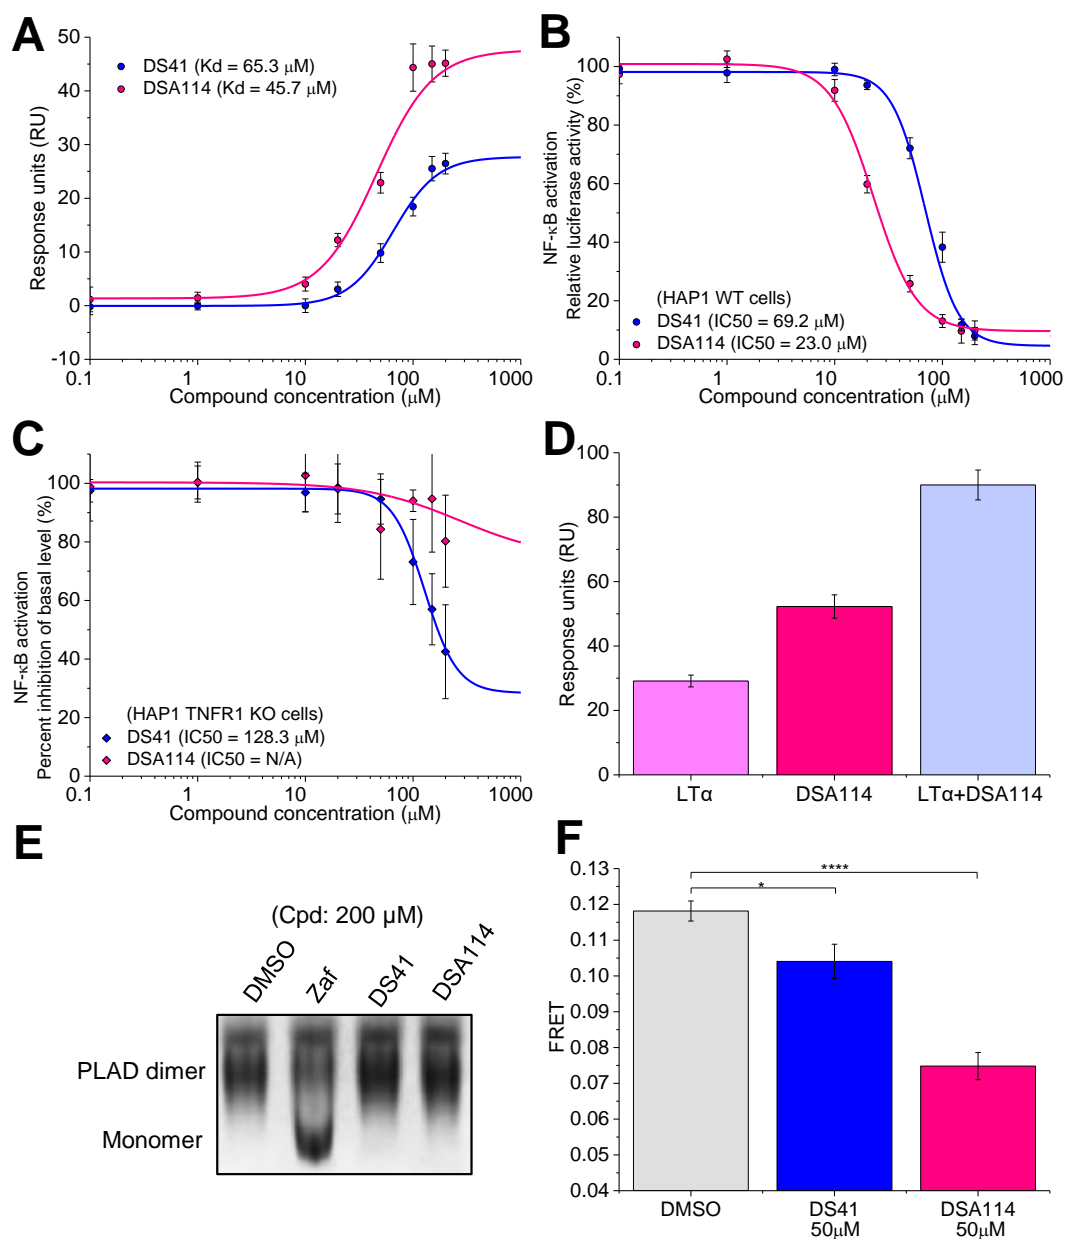 A
50
40
30
20
10
0
-10
Response units (RU)
DS41 (Kd = 65.3 μM)
DSA114 (Kd = 45.7 μM)
0.1
1
10
100
1000
Compound concentration (μM)
B
100
80
60
40
20
0
NF-κB activation
Relative luciferase activity (%)
(HAP1 WT cells)
DS41 (IC50 = 69.2 μM)
DSA114 (IC50 = 23.0 μM)
0.1
1
10
100
1000
Compound concentration (μM)
C
100
80
60
40
20
0
NF-κB activation
Percent inhibition of basal level (%)
(HAP1 TNFR1 KO cells)
DS41 (IC50 = 128.3 μM)
DSA114 (IC50 = N/A)
0.1
1
10
100
1000
Compound concentration (μM)
D
100
80
60
40
20
0
Response units (RU)
LTα
DSA114
LTα+DSA114
E
(Cpd: 200 μM)
DMSO
Zaf
DS41
DSA114
PLAD dimer
Monomer
F
0.13
0.12
0.11
0.10
0.09
0.08
0.07
0.06
0.05
0.04
FRET
****
*
DMSO
DS41
50μM
DSA114
50μM